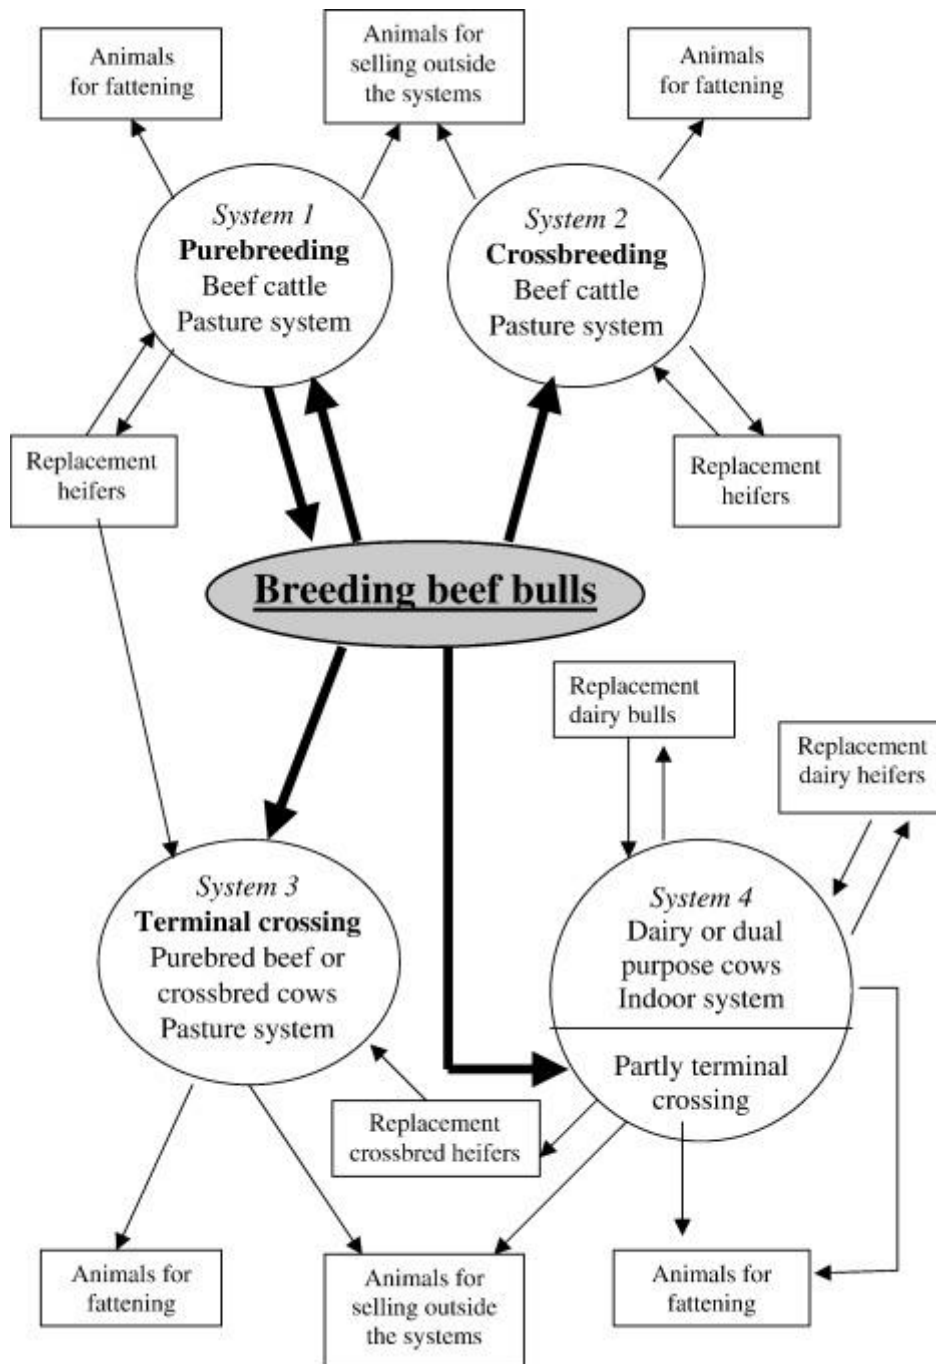 Animals
for fattening
Animals for
selling outside
the systems
Animals
for fattening
System 1
Purebreeding
Beef cattle
Pasture system
System 2
Crossbreeding
Beef cattle
Pasture system
Replacement
heifers
Replacement
heifers
Breeding beef bulls
Replacement
dairy bulls
Replacement
dairy heifers
System 3
Terminal crossing
Purebred beef or
crossbred cows
Pasture system
System 4
Dairy or dual
purpose cows
Indoor system
Partly terminal
crossing
Replacement
crossbred heifers
Animals for
fattening
Animals for
selling outside
the systems
Animals for
fattening